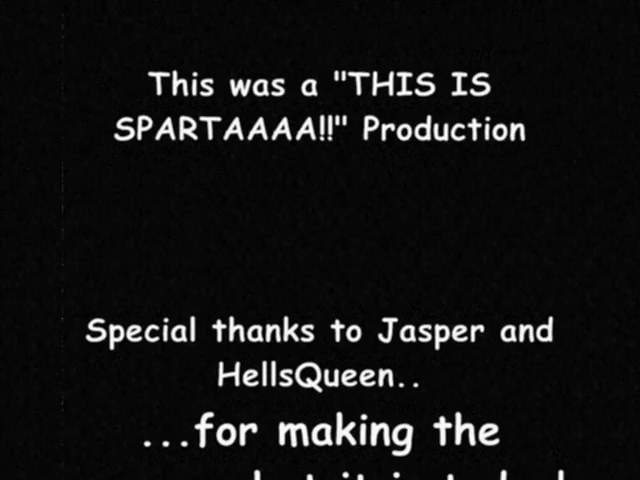 This was a "THIS IS
SPARTAAAA!!" Production
Special thanks to Jasper and
HellsQueen..
...for making the